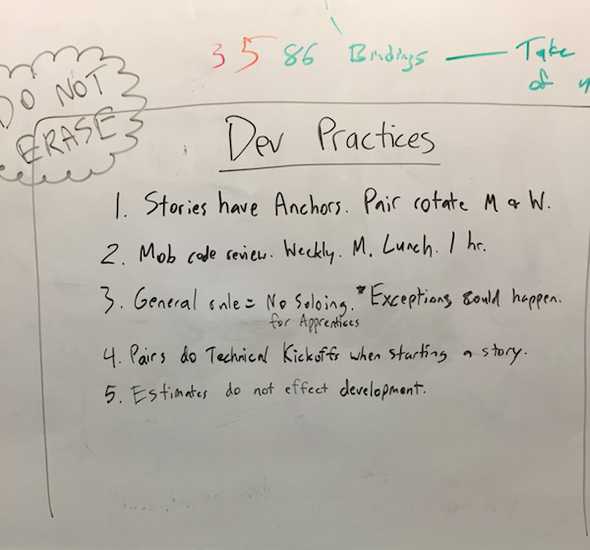 3 5 86 Bindings — Take
of
DO NOT
ERASE
Dev Practices
1. Stories have Anchors. Pair rotate M & W.
2. Mob code review. Weekly. M. Lunch. 1 hr.
3. General rule = No Soloing. *Exceptions could happen.
for Apprentices
4. Pairs do Technical Kickoffs when starting a story.
5. Estimates do not effect development.